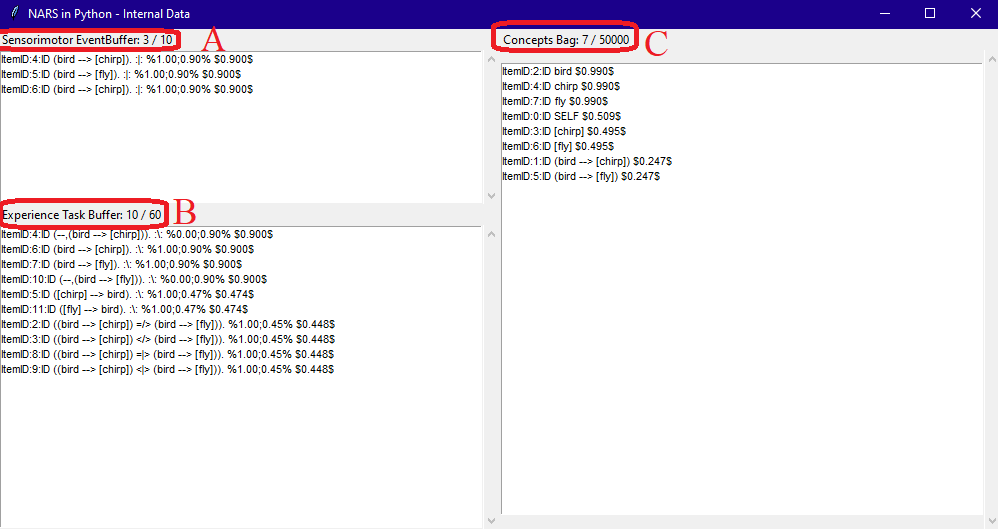 NARS in Python - Internal Data
Sensorimotor EventBuffer: 3 / 10
A
ItemID:4:ID (bird --> [chirp]). :|: %1.00;0.90% $0.900$
ItemID:5:ID (bird --> [fly]). :|: %1.00;0.90% $0.900$
ItemID:6:ID (bird --> [chirp]). :|: %1.00;0.90% $0.900$
Experience Task Buffer: 10 / 60
B
ItemID:4:ID (--,(bird --> [chirp])). :\: %0.00;0.90% $0.900$
ItemID:6:ID (bird --> [chirp]). :\: %1.00;0.90% $0.900$
ItemID:7:ID (bird --> [fly]). :\: %1.00;0.90% $0.900$
ItemID:10:ID (--,(bird --> [fly])). :\: %0.00;0.90% $0.900$
ItemID:5:ID ([chirp] --> bird). :\: %1.00;0.47% $0.474$
ItemID:11:ID ([fly] --> bird). :\: %1.00;0.47% $0.474$
ItemID:2:ID ((bird --> [chirp]) =/> (bird --> [fly])). %1.00;0.45% $0.448$
ItemID:3:ID ((bird --> [chirp]) </> (bird --> [fly])). %1.00;0.45% $0.448$
ItemID:8:ID ((bird --> [chirp]) =|> (bird --> [fly])). %1.00;0.45% $0.448$
ItemID:9:ID ((bird --> [chirp]) <|> (bird --> [fly])). %1.00;0.45% $0.448$
Concepts Bag: 7 / 50000
C
ItemID:2:ID bird $0.990$
ItemID:4:ID chirp $0.990$
ItemID:7:ID fly $0.990$
ItemID:0:ID SELF $0.509$
ItemID:3:ID [chirp] $0.495$
ItemID:6:ID [fly] $0.495$
ItemID:1:ID (bird --> [chirp]) $0.247$
ItemID:5:ID (bird --> [fly]) $0.247$